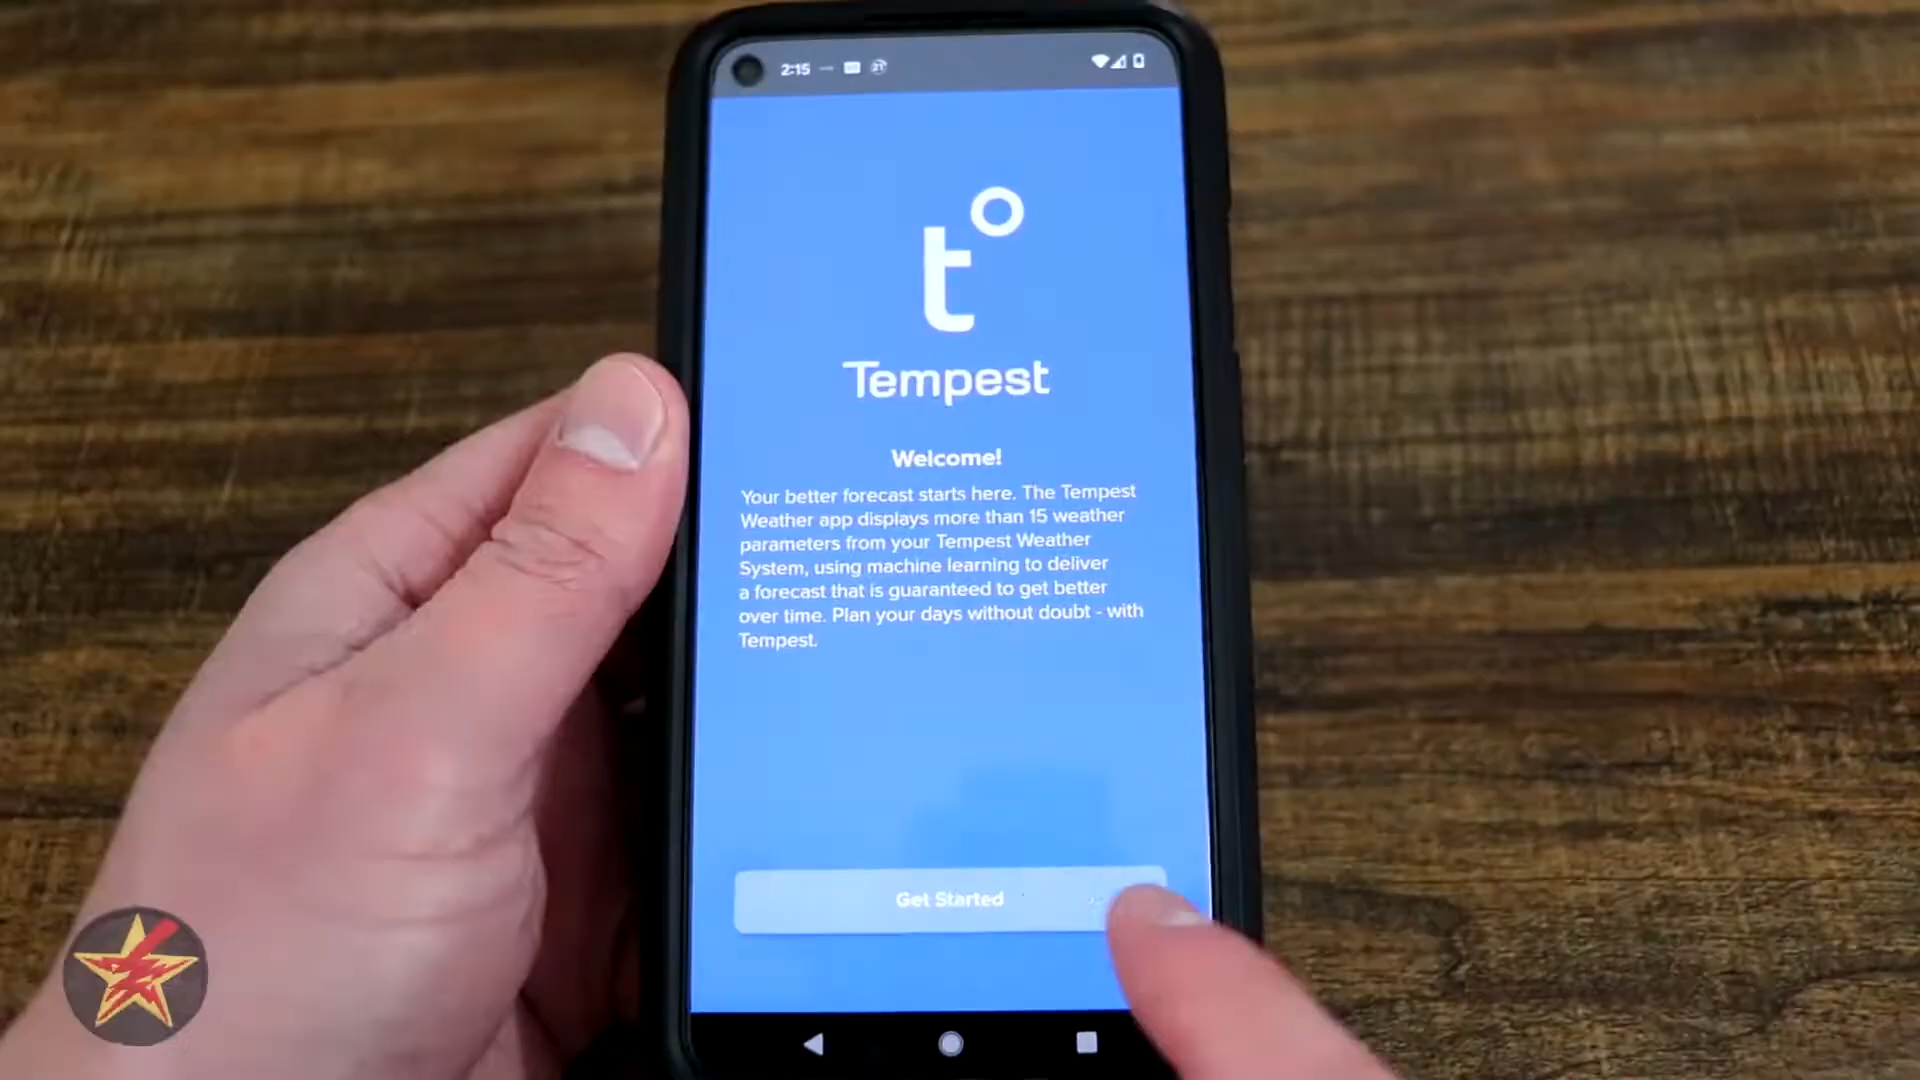 2:15
t°
Tempest
Welcome!
Your better forecast starts here. The Tempest
Weather app displays more than 15 weather
parameters from your Tempest Weather
System, using machine learning to deliver
a forecast that is guaranteed to get better
over time. Plan your days without doubt - with
Tempest.
Get Started